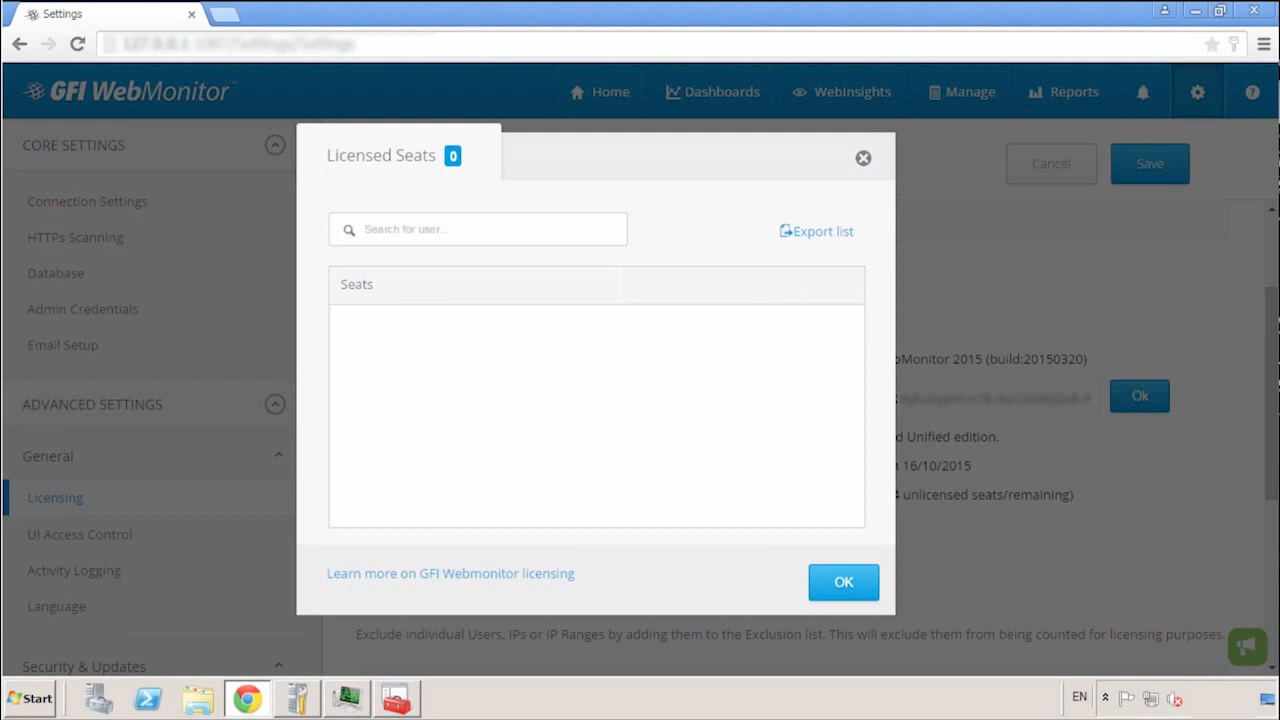 Settings
GFI WebMonitor
Home Dashboards WebInsights Manage Reports
CORE SETTINGS
Connection Settings
HTTPs Scanning
Database
Admin Credentials
Email Setup
ADVANCED SETTINGS
General
Licensing
UI Access Control
Activity Logging
Language
Security & Updates
Cancel Save
Licensed Seats 0
Search for user...
Export list
Seats
Learn more on GFI Webmonitor licensing
OK
Monitor 2015 (build:20150320)
Ok
Unified edition.
16/10/2015
unlicensed seats/remaining)
Exclude individual Users, IPs or IP Ranges by adding them to the Exclusion list. This will exclude them from being counted for licensing purposes.
Start
EN